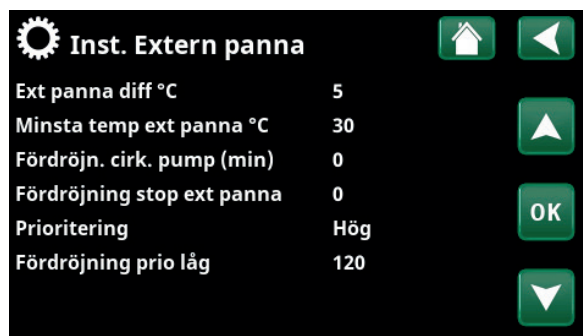 Inst. Extern panna
Ext panna diff °C 5
Minsta temp ext panna °C 30
Fördröjn. cirk. pump (min) 0
Fördröjning stop ext panna 0
OK
Prioritering Hög
Fördröjning prio låg 120